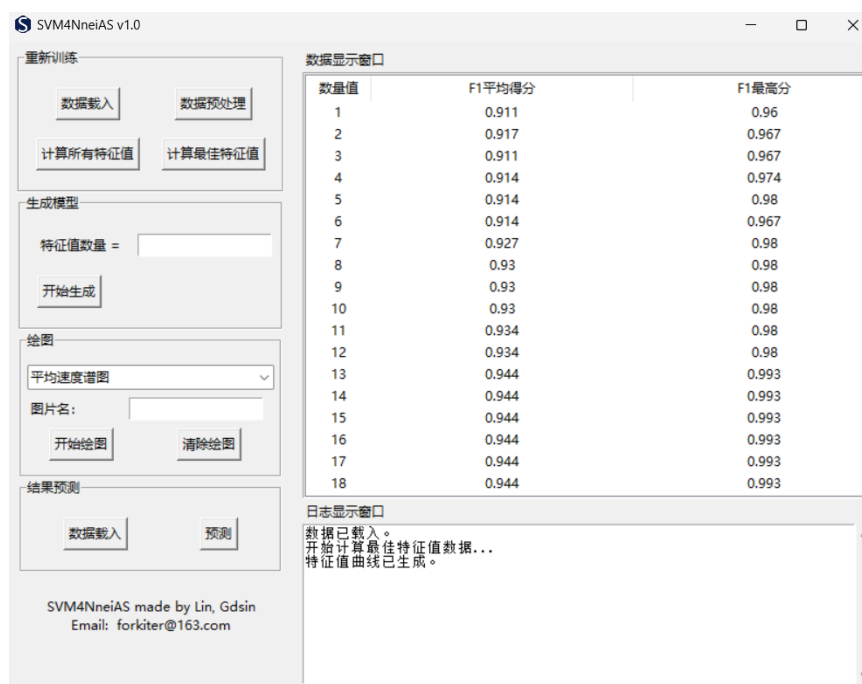 SVM4NneiAS v1.0
重新训练
数据载入 数据预处理
计算所有特征值 计算最佳特征值
生成模型
特征值数量 =
开始生成
绘图
平均速度谱图
图片名:
开始绘图 清除绘图
结果预测
数据载入 预测
SVM4NneiAS made by Lin, Gdsin
Email: forkiter@163.com
数据显示窗口
数量值 F1平均得分 F1最高分
1 0.911 0.96
2 0.917 0.967
3 0.911 0.967
4 0.914 0.974
5 0.914 0.98
6 0.914 0.967
7 0.927 0.98
8 0.93 0.98
9 0.93 0.98
10 0.93 0.98
11 0.934 0.98
12 0.934 0.98
13 0.944 0.993
14 0.944 0.993
15 0.944 0.993
16 0.944 0.993
17 0.944 0.993
18 0.944 0.993
日志显示窗口
数据已载入。
开始计算最佳特征值数据...
特征值曲线已生成。